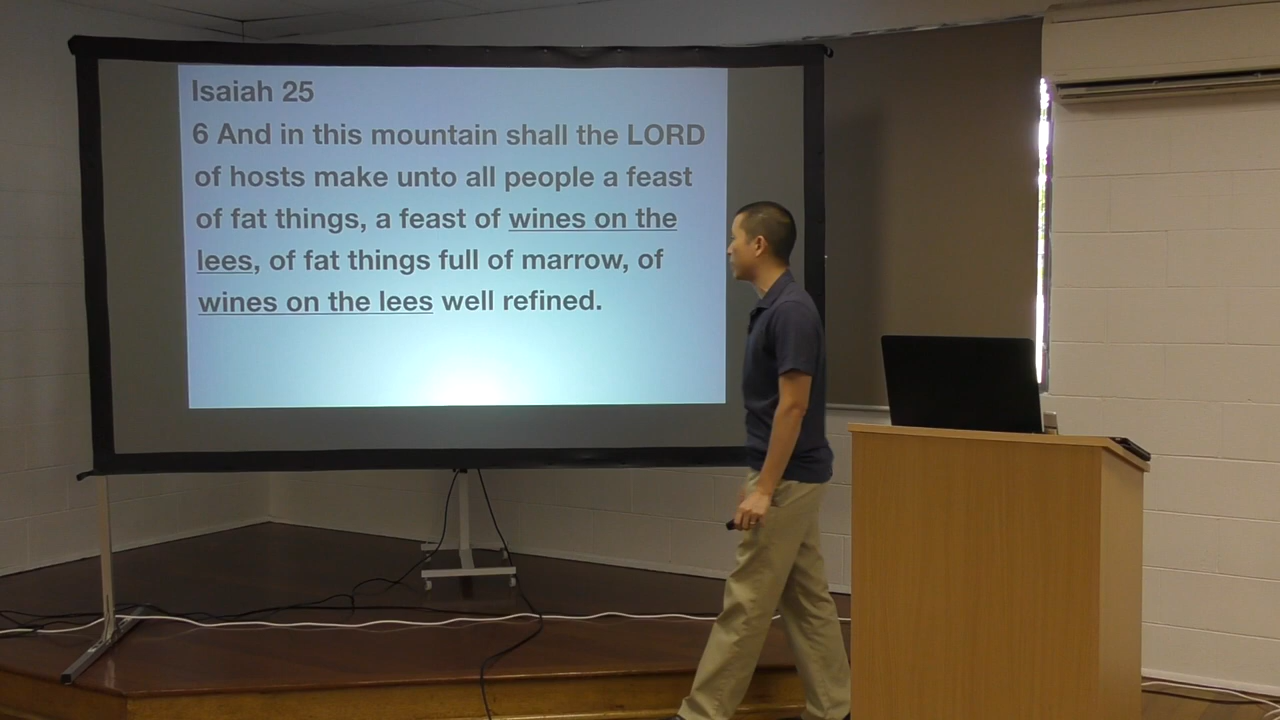 Isaiah 25
6 And in this mountain shall the LORD
of hosts make unto all people a feast
of fat things, a feast of wines on the
lees, of fat things full of marrow, of
wines on the lees well refined.